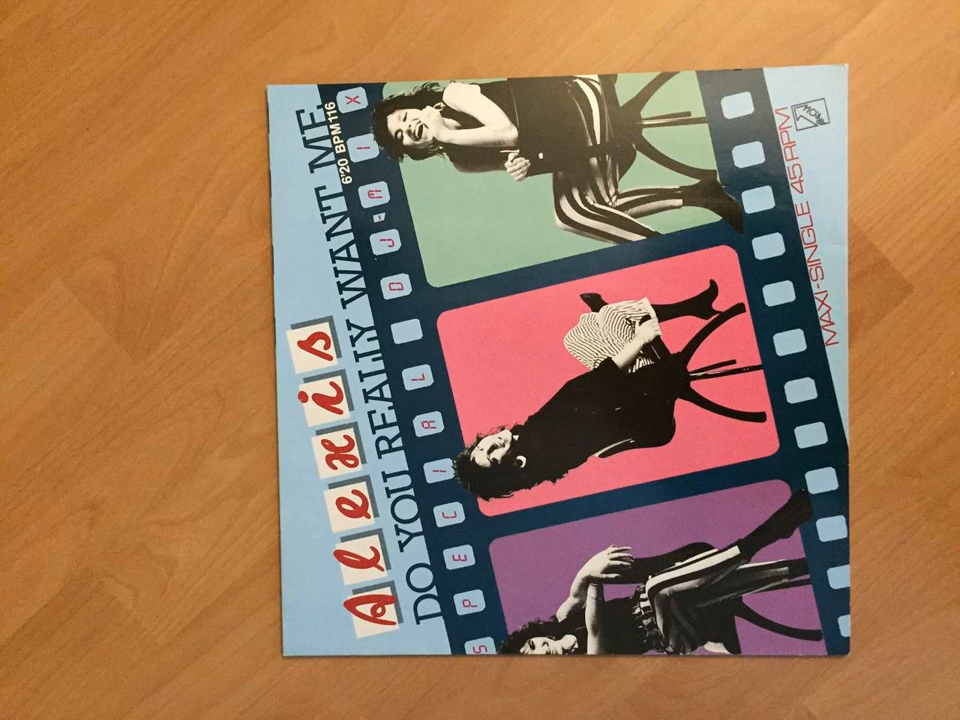 Alexis
DO YOU REALLY WANT ME
6'20 BPM 116
SPECIAL DJ-MIX
MAXI-SINGLE 45 RPM